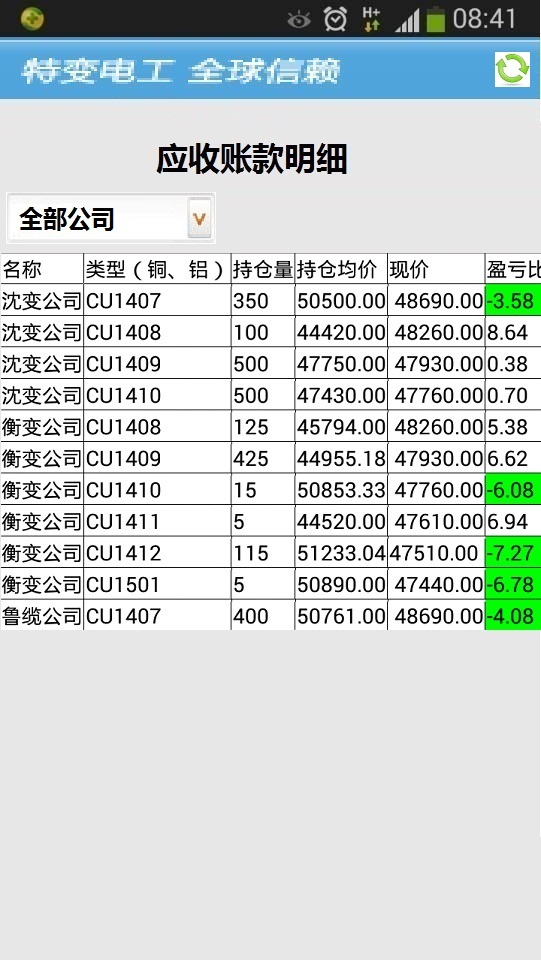 H+ 08:41
特变电工 全球信赖
应收账款明细
全部公司
名称 类型（铜、铝） 持仓量 持仓均价 现价 盈亏比
沈变公司 CU1407 350 50500.00 48690.00 -3.58
沈变公司 CU1408 100 44420.00 48260.00 8.64
沈变公司 CU1409 500 47750.00 47930.00 0.38
沈变公司 CU1410 500 47430.00 47760.00 0.70
衡变公司 CU1408 125 45794.00 48260.00 5.38
衡变公司 CU1409 425 44955.18 47930.00 6.62
衡变公司 CU1410 15 50853.33 47760.00 -6.08
衡变公司 CU1411 5 44520.00 47610.00 6.94
衡变公司 CU1412 115 51233.04 47510.00 -7.27
衡变公司 CU1501 5 50890.00 47440.00 -6.78
鲁缆公司 CU1407 400 50761.00 48690.00 -4.08